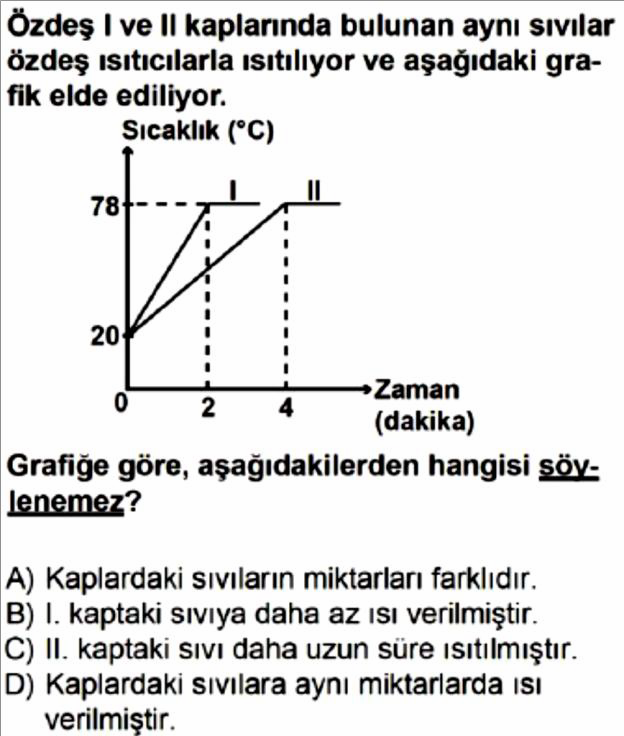 Özdeş I ve II kaplarında bulunan aynı sıvılar
özdeş ısıtıcılarla ısıtılıyor ve aşağıdaki gra-
fik elde ediliyor.
Sıcaklık (°C)
I
II
78
20
0
2
4
Zaman
(dakika)
Grafiğe göre, aşağıdakilerden hangisi söy-
lenemez?
A) Kaplardaki sıvıların miktarları farklıdır.
B) I. kaptaki sıvıya daha az ısı verilmiştir.
C) II. kaptaki sıvı daha uzun süre ısıtılmıştır.
D) Kaplardaki sıvılara aynı miktarlarda ısı
verilmiştir.